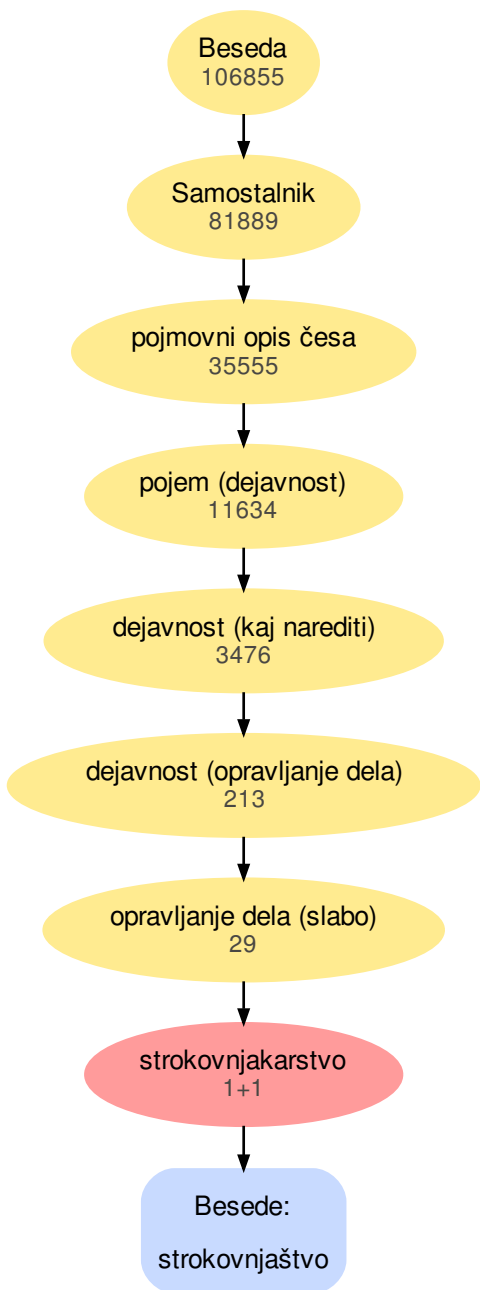 Beseda
106855
Samostalnik
81889
pojmovni opis česa
35555
pojem (dejavnost)
11634
dejavnost (kaj narediti)
3476
dejavnost (opravljanje dela)
213
opravljanje dela (slabo)
29
strokovnjakarstvo
1+1
Besede:
strokovnjaštvo